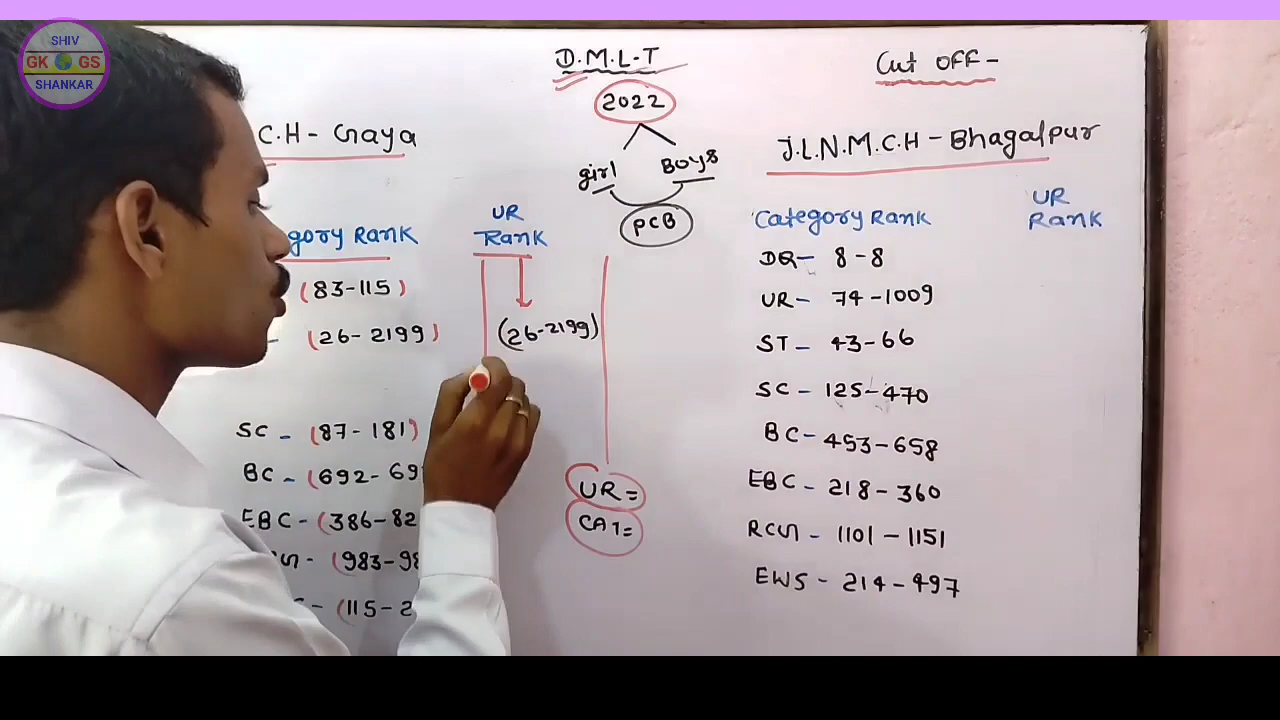 SHIV
GK GS
SHANKAR
D.M.L.T
Cut OFF-
2022
girl Boys
PCB
C.H- Gaya
gory Rank
UR
Rank
(83-115)
(26-2199)
(26-2199)
SC - (87-181)
BC - (692-69
EBC - (386-82
(983-98
(115-2
UR=
CAT=
J.L.N.M.C.H - Bhagalpur
Category Rank
UR
Rank
DQ- 8-8
UR- 74-1009
ST - 43-66
SC - 125-470
BC- 453-658
EBC - 218-360
RCG - 1101-1151
EWS - 214-497